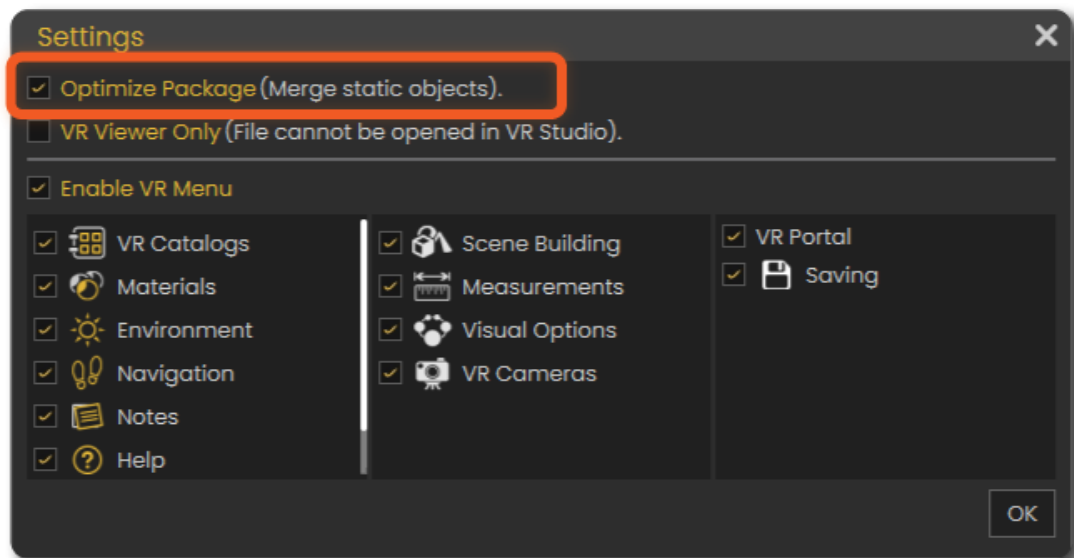 Settings
Optimize Package (Merge static objects).
VR Viewer Only (File cannot be opened in VR Studio).
Enable VR Menu
VR Catalogs
Materials
Environment
Navigation
Notes
Help
Scene Building
Measurements
Visual Options
VR Cameras
VR Portal
Saving
OK